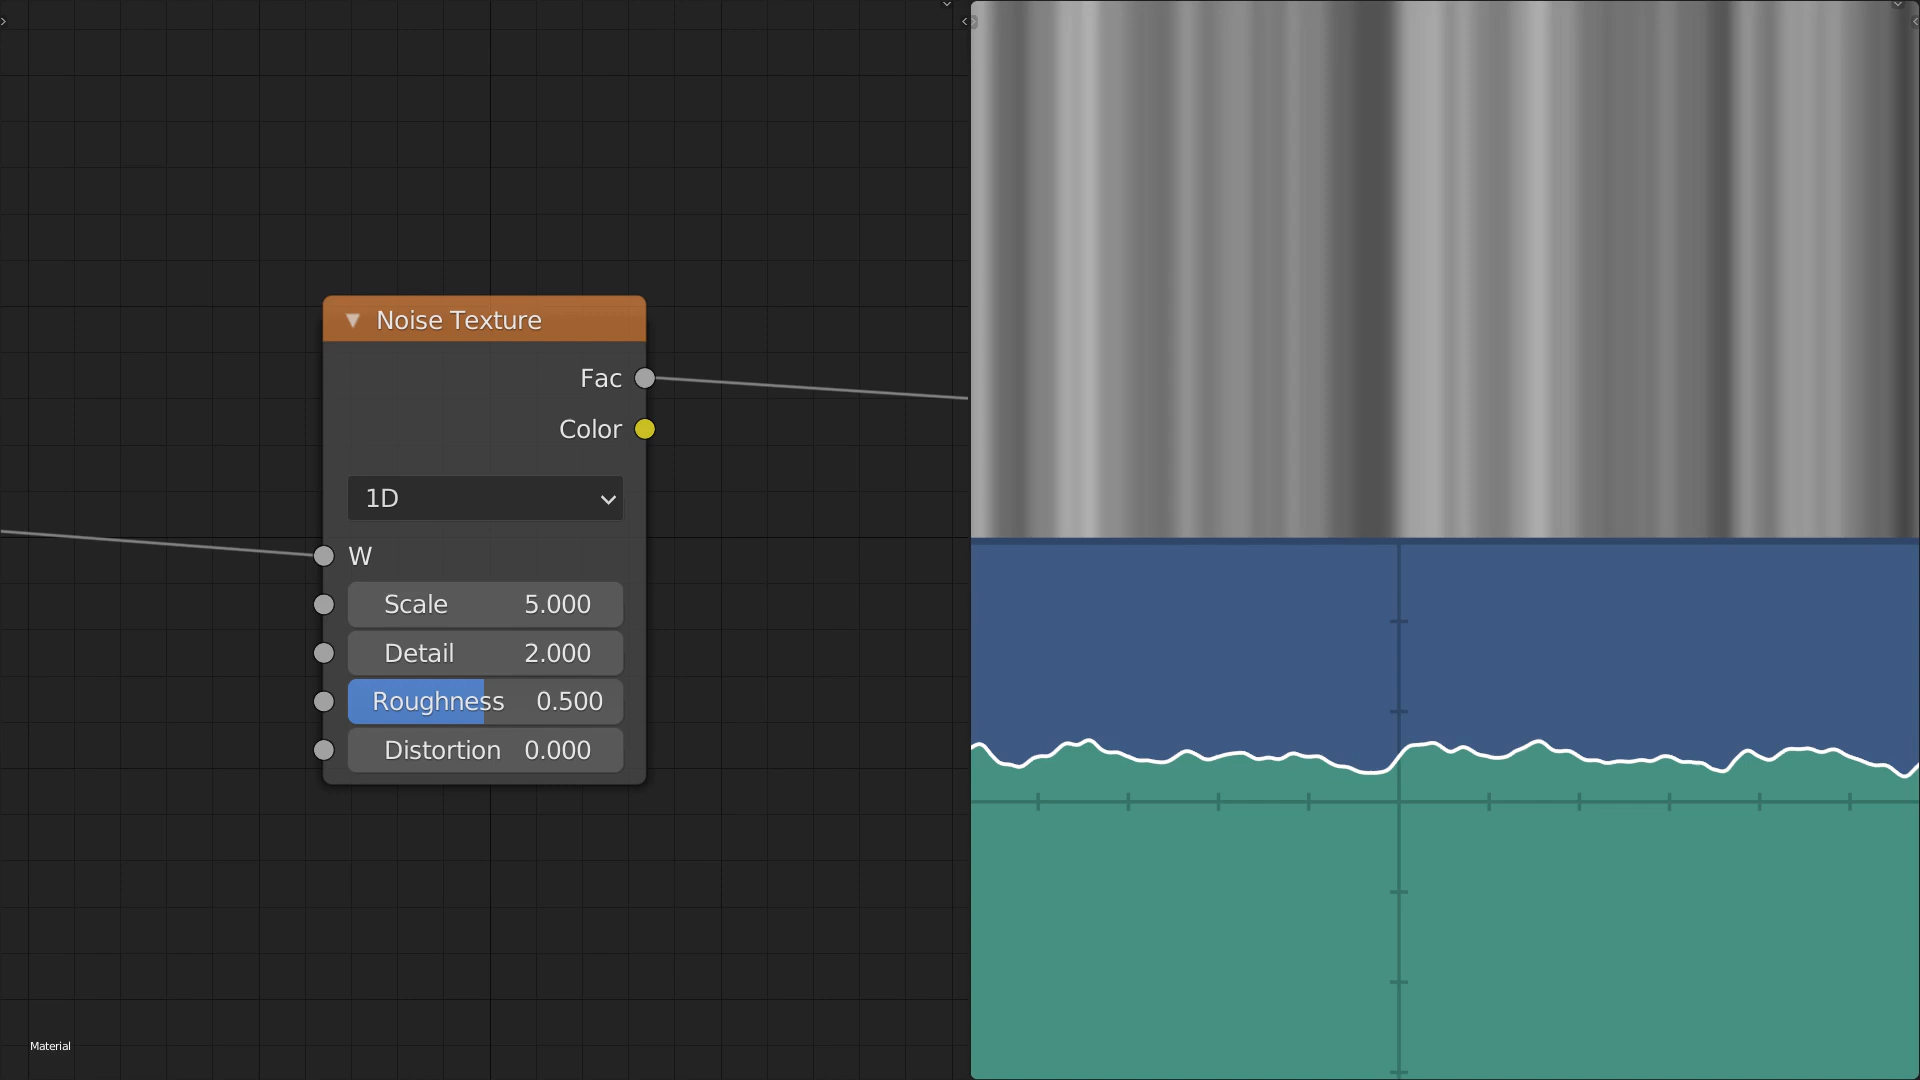 Noise Texture
Fac
Color
1D
W
Scale 5.000
Detail 2.000
Roughness 0.500
Distortion 0.000
Material